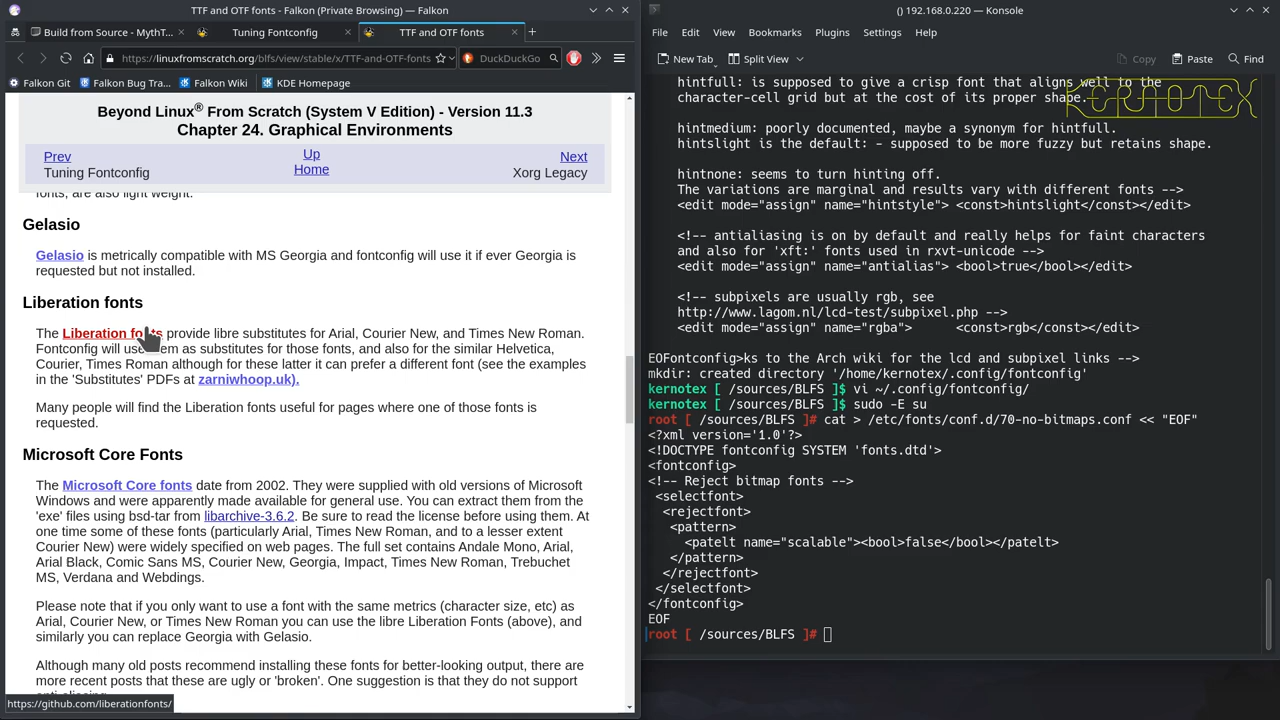 TTF and OTF fonts - Falkon (Private Browsing) — Falkon
Build from Source - MythT...
Tuning Fontconfig
TTF and OTF fonts
https://linuxfromscratch.org/blfs/view/stable/x/TTF-and-OTF-fonts
DuckDuckGo
Falkon Git
Falkon Bug Tra...
Falkon Wiki
KDE Homepage
Beyond Linux® From Scratch (System V Edition) - Version 11.3
Chapter 24. Graphical Environments
Prev
Up
Next
Tuning Fontconfig
Home
Xorg Legacy
fonts, are also light weight.
Gelasio
Gelasio is metrically compatible with MS Georgia and fontconfig will use it if ever Georgia is
requested but not installed.
Liberation fonts
The Liberation fonts provide libre substitutes for Arial, Courier New, and Times New Roman.
Fontconfig will use them as substitutes for those fonts, and also for the similar Helvetica,
Courier, Times Roman although for these latter it can prefer a different font (see the examples
in the 'Substitutes' PDFs at zarniwhoop.uk).
Many people will find the Liberation fonts useful for pages where one of those fonts is
requested.
Microsoft Core Fonts
The Microsoft Core fonts date from 2002. They were supplied with old versions of Microsoft
Windows and were apparently made available for general use. You can extract them from the
'exe' files using bsd-tar from libarchive-3.6.2. Be sure to read the license before using them. At
one time some of these fonts (particularly Arial, Times New Roman, and to a lesser extent
Courier New) were widely specified on web pages. The full set contains Andale Mono, Arial,
Arial Black, Comic Sans MS, Courier New, Georgia, Impact, Times New Roman, Trebuchet
MS, Verdana and Webdings.
Please note that if you only want to use a font with the same metrics (character size, etc) as
Arial, Courier New, or Times New Roman you can use the libre Liberation Fonts (above), and
similarly you can replace Georgia with Gelasio.
Although many old posts recommend installing these fonts for better-looking output, there are
more recent posts that these are ugly or 'broken'. One suggestion is that they do not support
anti-aliasing.
https://github.com/liberationfonts/
() 192.168.0.220 — Konsole
File Edit View Bookmarks Plugins Settings Help
New Tab
Split View
Copy
Paste
Find
KERNOTEX
hintfull: is supposed to give a crisp font that aligns well to the
character-cell grid but at the cost of its proper shape.
hintmedium: poorly documented, maybe a synonym for hintfull.
hintslight is the default: - supposed to be more fuzzy but retains shape.
hintnone: seems to turn hinting off.
The variations are marginal and results vary with different fonts -->
<edit mode="assign" name="hintstyle"> <const>hintslight</const></edit>
<!-- antialiasing is on by default and really helps for faint characters
and also for 'xft:' fonts used in rxvt-unicode -->
<edit mode="assign" name="antialias"> <bool>true</bool></edit>
<!-- subpixels are usually rgb, see
http://www.lagom.nl/lcd-test/subpixel.php -->
<edit mode="assign" name="rgba"> <const>rgb</const></edit>
EOFontconfig>ks to the Arch wiki for the lcd and subpixel links -->
mkdir: created directory '/home/kernotex/.config/fontconfig'
kernotex [ /sources/BLFS ]$ vi ~/.config/fontconfig/
kernotex [ /sources/BLFS ]$ sudo -E su
root [ /sources/BLFS ]# cat > /etc/fonts/conf.d/70-no-bitmaps.conf << "EOF"
<?xml version='1.0'?>
<!DOCTYPE fontconfig SYSTEM 'fonts.dtd'>
<fontconfig>
<!-- Reject bitmap fonts -->
<selectfont>
<rejectfont>
<pattern>
<patelt name="scalable"><bool>false</bool></patelt>
</pattern>
</rejectfont>
</selectfont>
</fontconfig>
EOF
root [ /sources/BLFS ]#